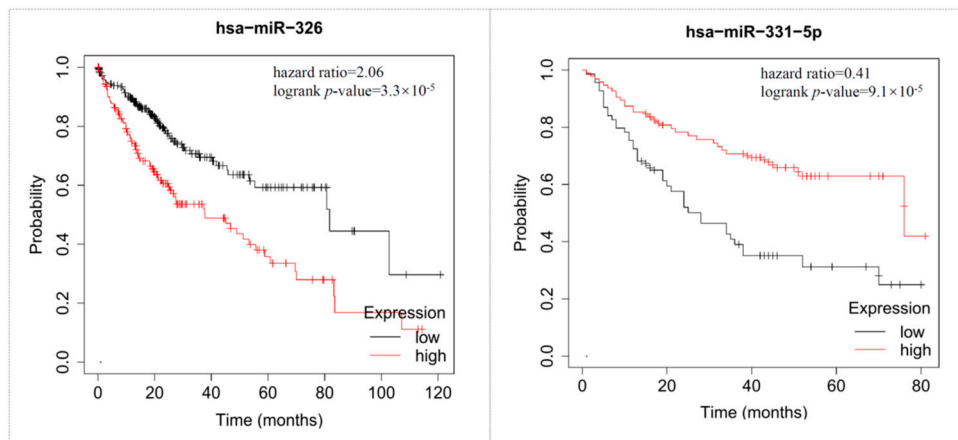 hsa-miR-326
hazard ratio=2.06
logrank p-value=3.3×10⁻⁵
Probability
1.0
0.8
0.6
0.4
0.2
0.0
Expression
low
high
0 20 40 60 80 100 120
Time (months)
hsa-miR-331-5p
hazard ratio=0.41
logrank p-value=9.1×10⁻⁵
Probability
1.0
0.8
0.6
0.4
0.2
0.0
Expression
low
high
0 20 40 60 80
Time (months)